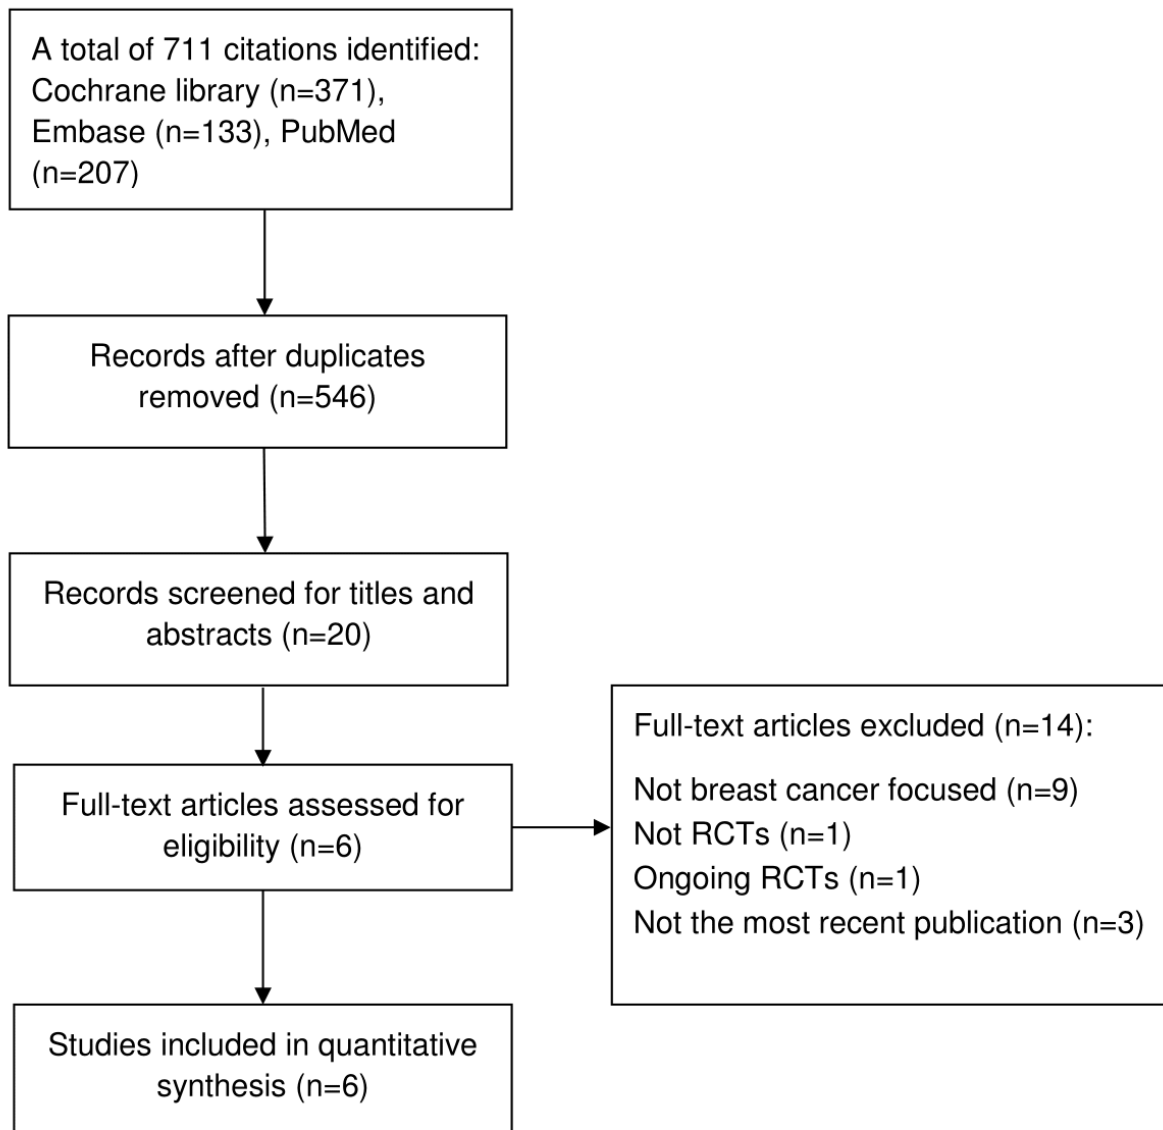 A total of 711 citations identified:
Cochrane library (n=371),
Embase (n=133), PubMed
(n=207)
Records after duplicates
removed (n=546)
Records screened for titles and
abstracts (n=20)
Full-text articles assessed for
eligibility (n=6)
Full-text articles excluded (n=14):
Not breast cancer focused (n=9)
Not RCTs (n=1)
Ongoing RCTs (n=1)
Not the most recent publication (n=3)
Studies included in quantitative
synthesis (n=6)